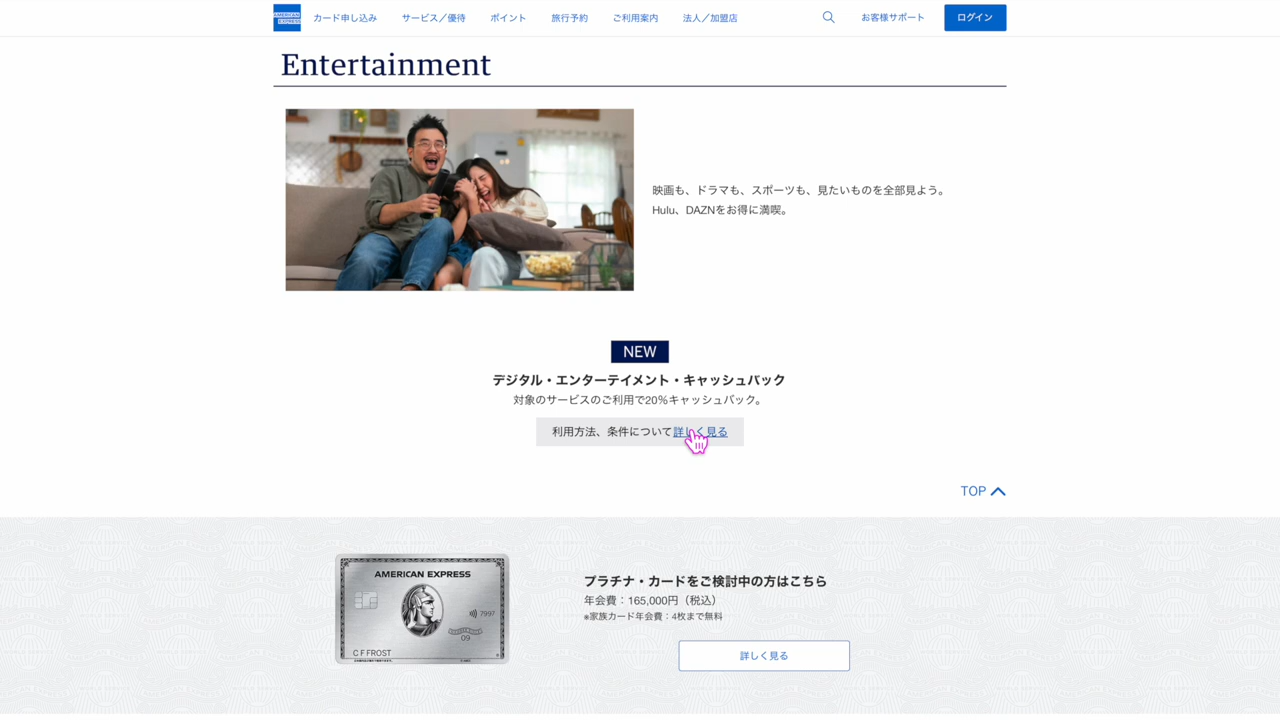 AMERICAN EXPRESS
カード申し込み
サービス／優待
ポイント
旅行予約
ご利用案内
法人／加盟店
お客様サポート
ログイン
Entertainment
映画も、ドラマも、スポーツも、見たいものを全部見よう。
Hulu、DAZNをお得に満喫。
NEW
デジタル・エンターテイメント・キャッシュバック
対象のサービスのご利用で20％キャッシュバック。
利用方法、条件について詳しく見る
TOP
AMERICAN EXPRESS
7997
09
C F FROST
プラチナ・カードをご検討中の方はこちら
年会費：165,000円（税込）
※家族カード年会費：4枚まで無料
詳しく見る